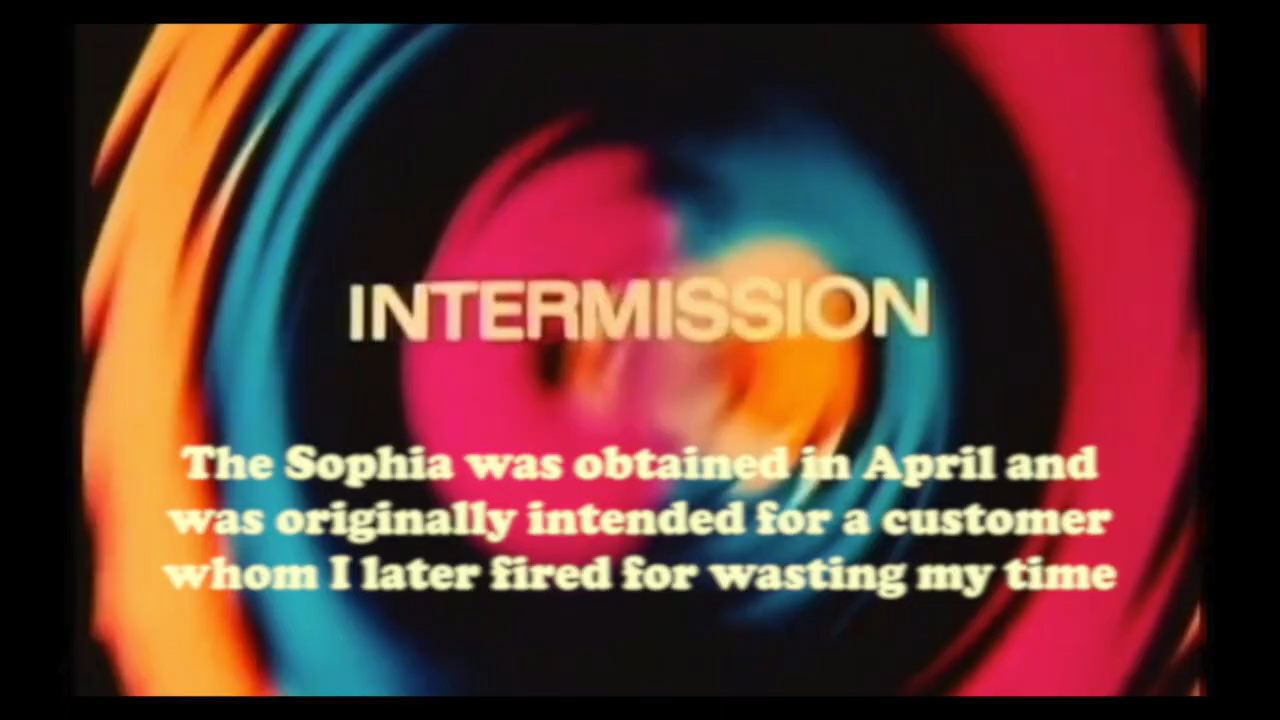 INTERMISSION
The Sophia was obtained in April and
was originally intended for a customer
whom I later fired for wasting my time